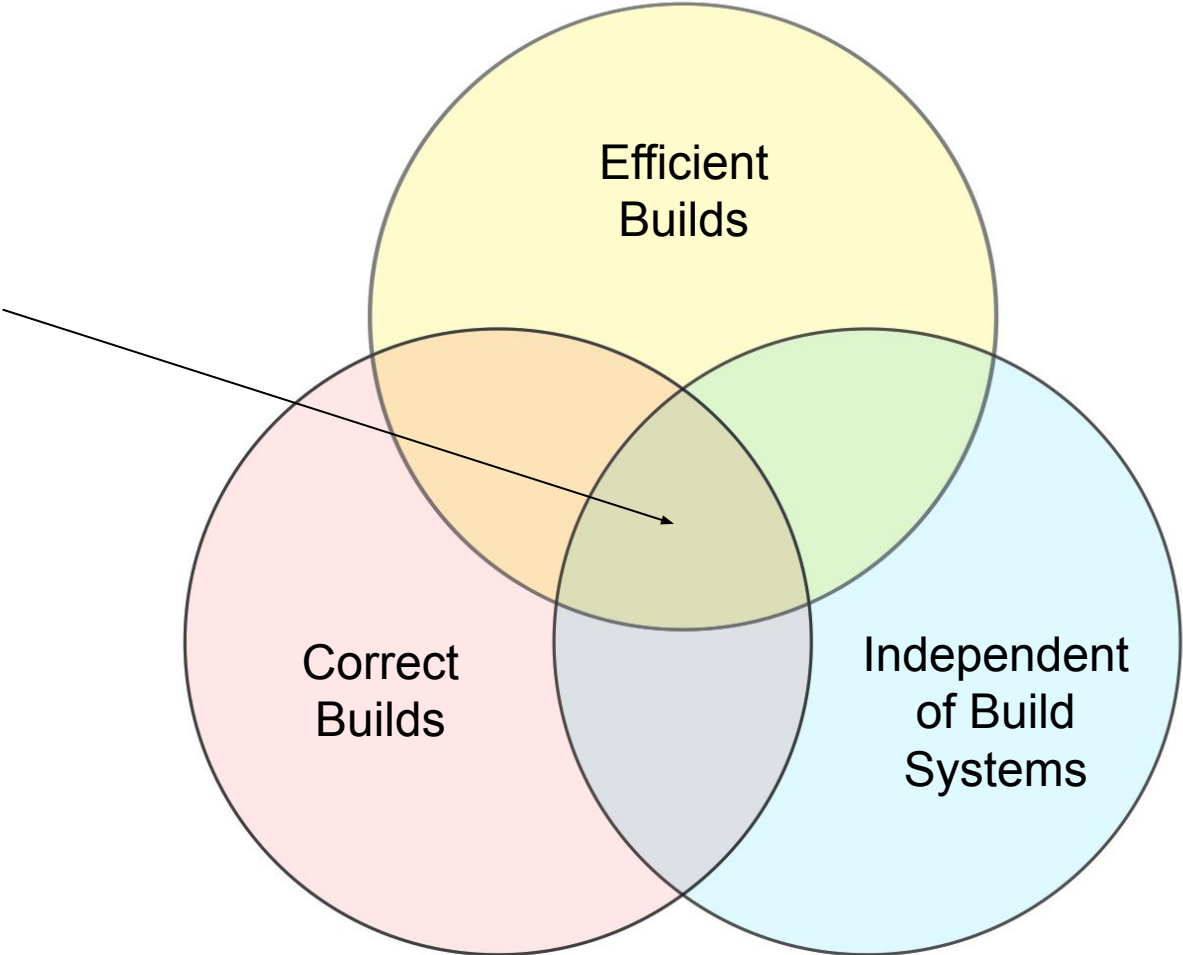 Efficient
Builds
Correct
Builds
Independent
of Build
Systems